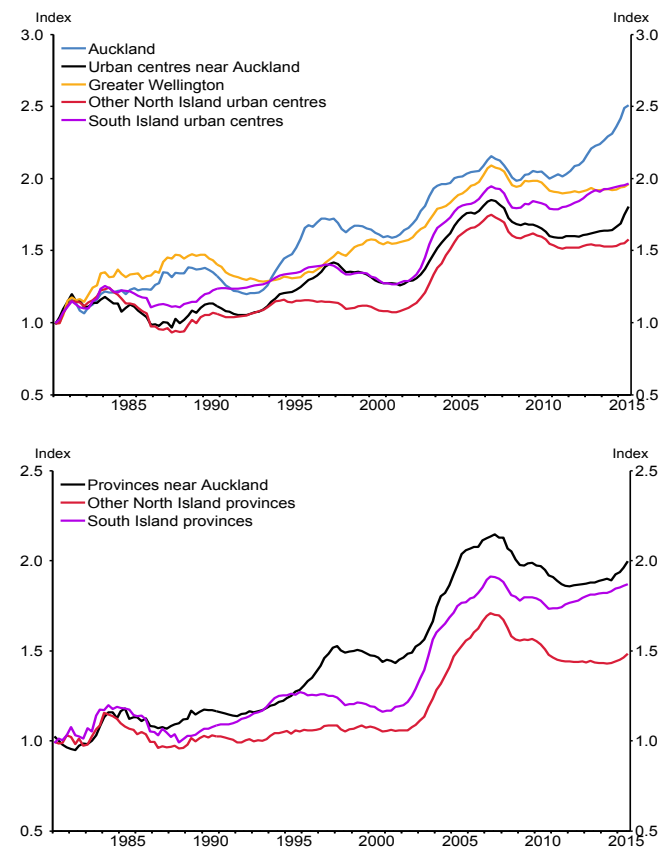 Index Index
3.0 3.0
Auckland
Urban centres near Auckland
Greater Wellington
2.5 Other North Island urban centres 2.5
South Island urban centres
2.0 2.0
1.5 1.5
1.0 1.0
0.5 0.5
1985 1990 1995 2000 2005 2010 2015
Index Index
2.5 2.5
Provinces near Auckland
Other North Island provinces
South Island provinces
2.0 2.0
1.5 1.5
1.0 1.0
0.5 0.5
1985 1990 1995 2000 2005 2010 2015